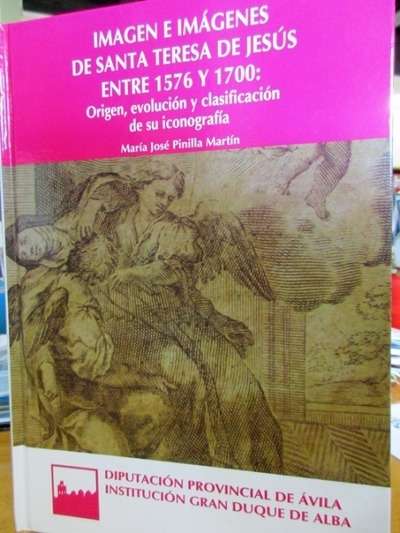 IMAGEN E IMÁGENES
DE SANTA TERESA DE JESÚS
ENTRE 1576 Y 1700:
Origen, evolución y clasificación
de su iconografía
María José Pinilla Martín
DIPUTACIÓN PROVINCIAL DE ÁVILA
INSTITUCIÓN GRAN DUQUE DE ALBA